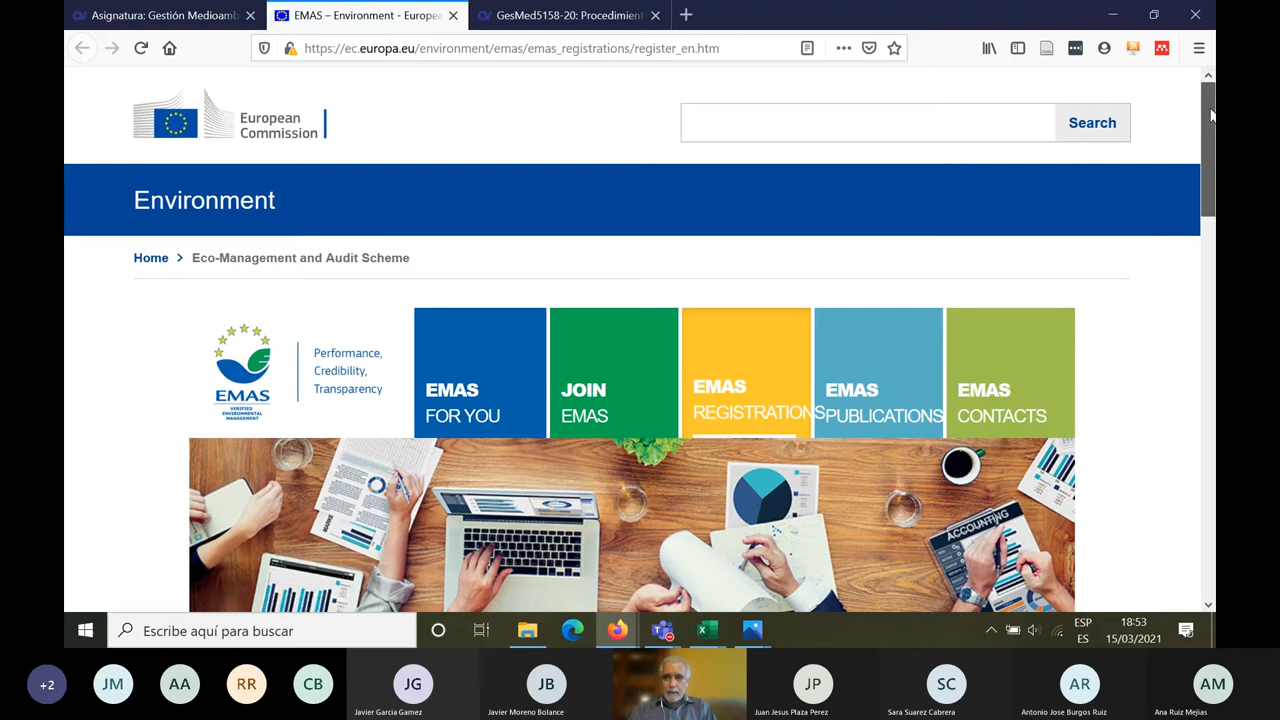 Asignatura: Gestión Medioamb
EMAS – Environment - Europea
GesMed5158-20: Procedimient
https://ec.europa.eu/environment/emas/emas_registrations/register_en.htm
European
Commission
Search
Environment
Home > Eco-Management and Audit Scheme
EMAS
VERIFIED
ENVIRONMENTAL
MANAGEMENT
Performance,
Credibility,
Transparency
EMAS
FOR YOU
JOIN
EMAS
EMAS
REGISTRATIONS
EMAS
PUBLICATIONS
EMAS
CONTACTS
ACCOUNTING
Escribe aquí para buscar
ESP
ES
18:53
15/03/2021
+2
JM
AA
RR
CB
JG
Javier Garcia Gamez
JB
Javier Moreno Bolance
JP
Juan Jesus Plaza Perez
SC
Sara Suarez Cabrera
AR
Antonio Jose Burgos Ruiz
AM
Ana Ruiz Mejias